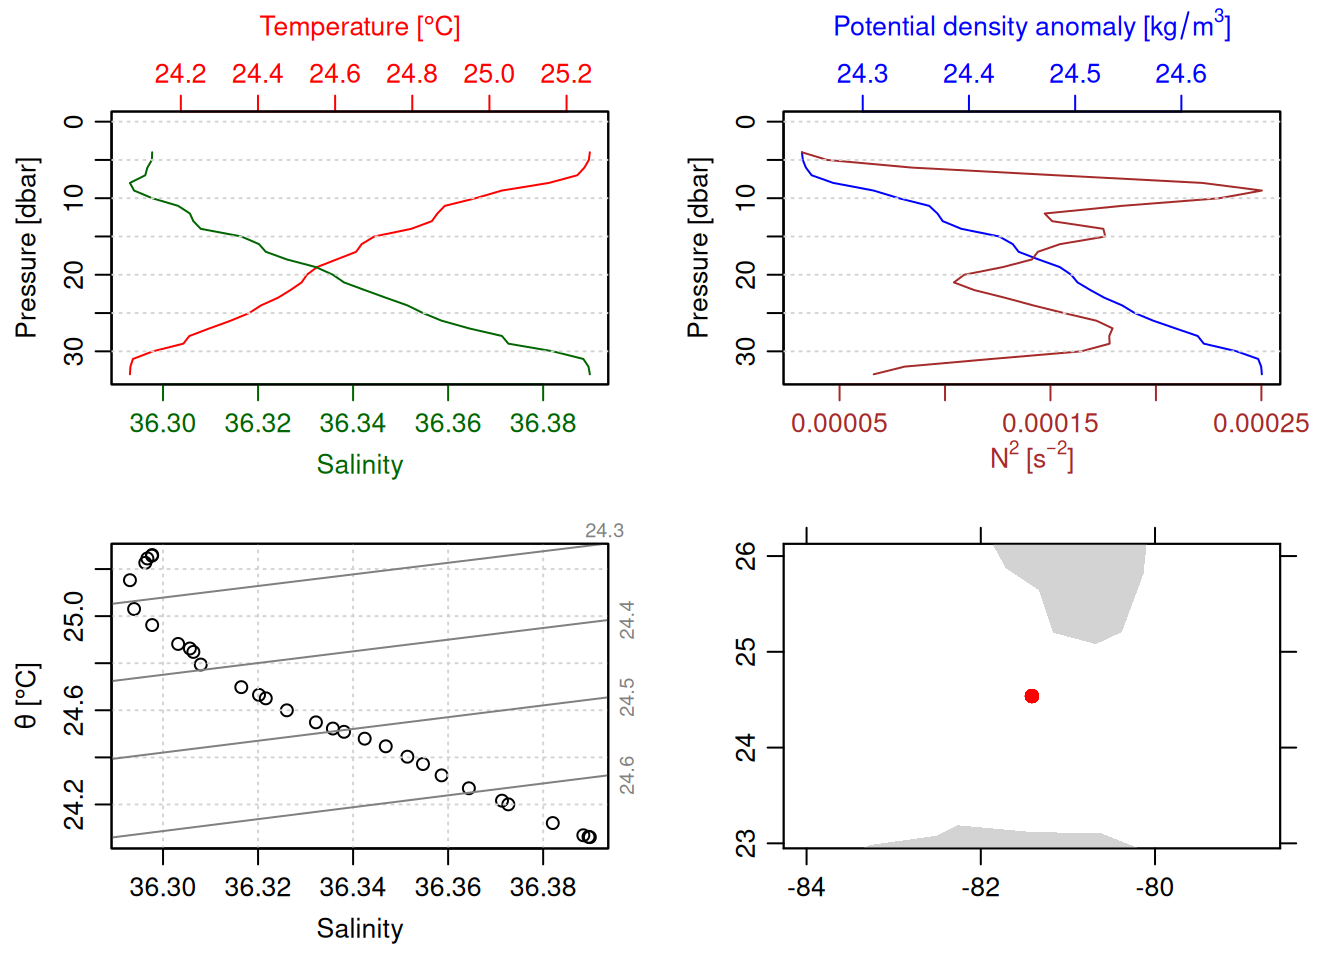 Temperature [°C]
24.2 24.4 24.6 24.8 25.0 25.2
Pressure [dbar]
0
10
20
30
36.30 36.32 36.34 36.36 36.38
Salinity
Potential density anomaly [kg/m³]
24.3 24.4 24.5 24.6
Pressure [dbar]
0
10
20
30
0.00005 0.00015 0.00025
N² [s⁻²]
24.3
24.4
24.5
24.6
θ [°C]
25.0
24.6
24.2
36.30 36.32 36.34 36.36 36.38
Salinity
26
25
24
23
-84 -82 -80